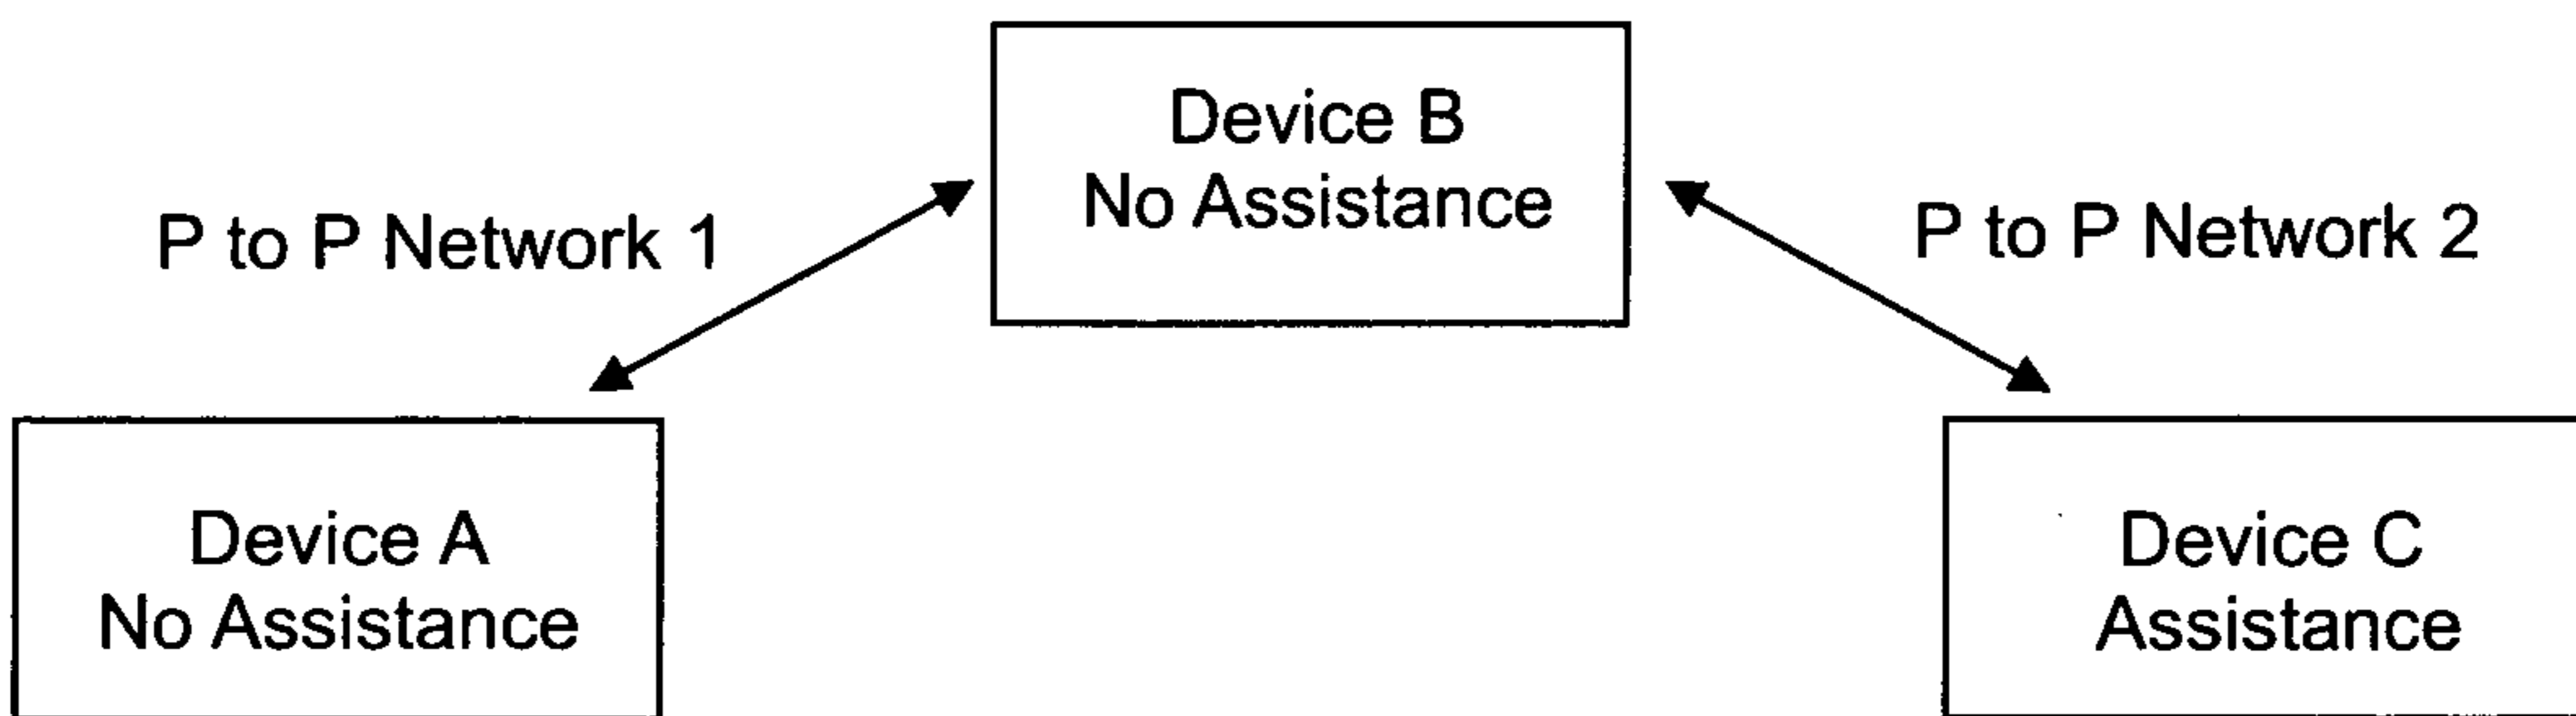 Device B
No Assistance
P to P Network 1
P to P Network 2
Device A
No Assistance
Device C
Assistance